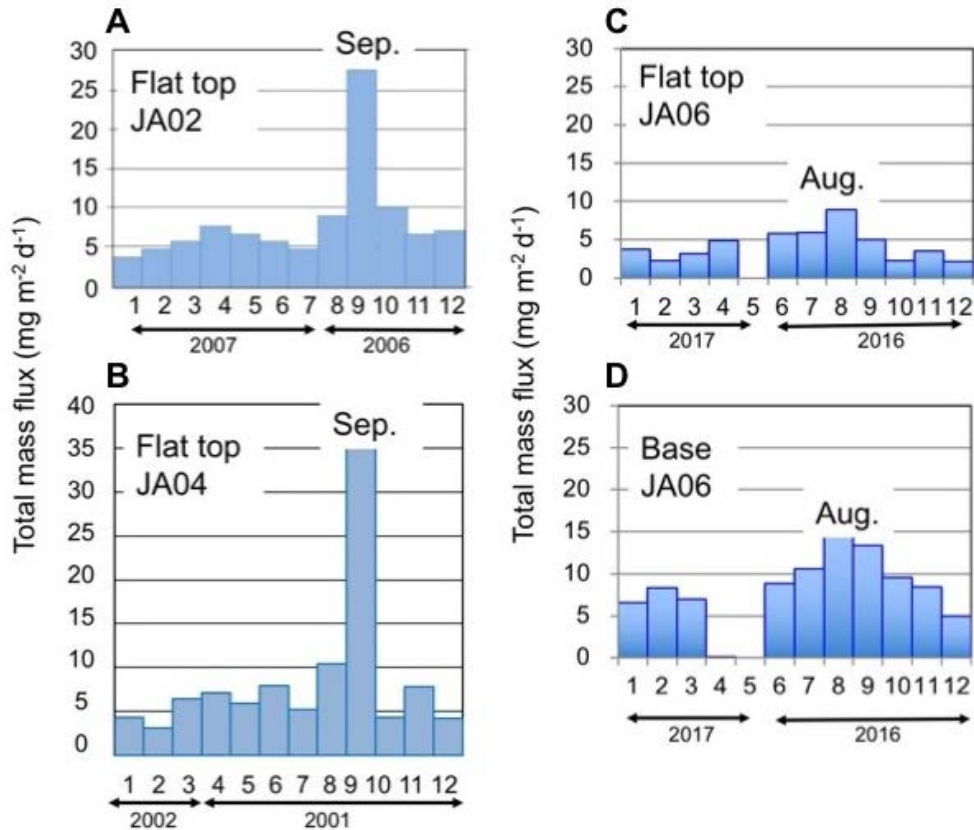 A
Total mass flux (mg m-2 d-1)
30
25
20
15
10
5
0
Flat top
JA02
Sep.
1 2 3 4 5 6 7 8 9 10 11 12
2007 2006
B
40
35
30
25
20
15
10
5
0
Flat top
JA04
Sep.
1 2 3 4 5 6 7 8 9 10 11 12
2002 2001
C
Total mass flux (mg m-2 d-1)
30
25
20
15
10
5
0
Flat top
JA06
Aug.
1 2 3 4 5 6 7 8 9 10 11 12
2017 2016
D
30
25
20
15
10
5
0
Base
JA06
Aug.
1 2 3 4 5 6 7 8 9 10 11 12
2017 2016